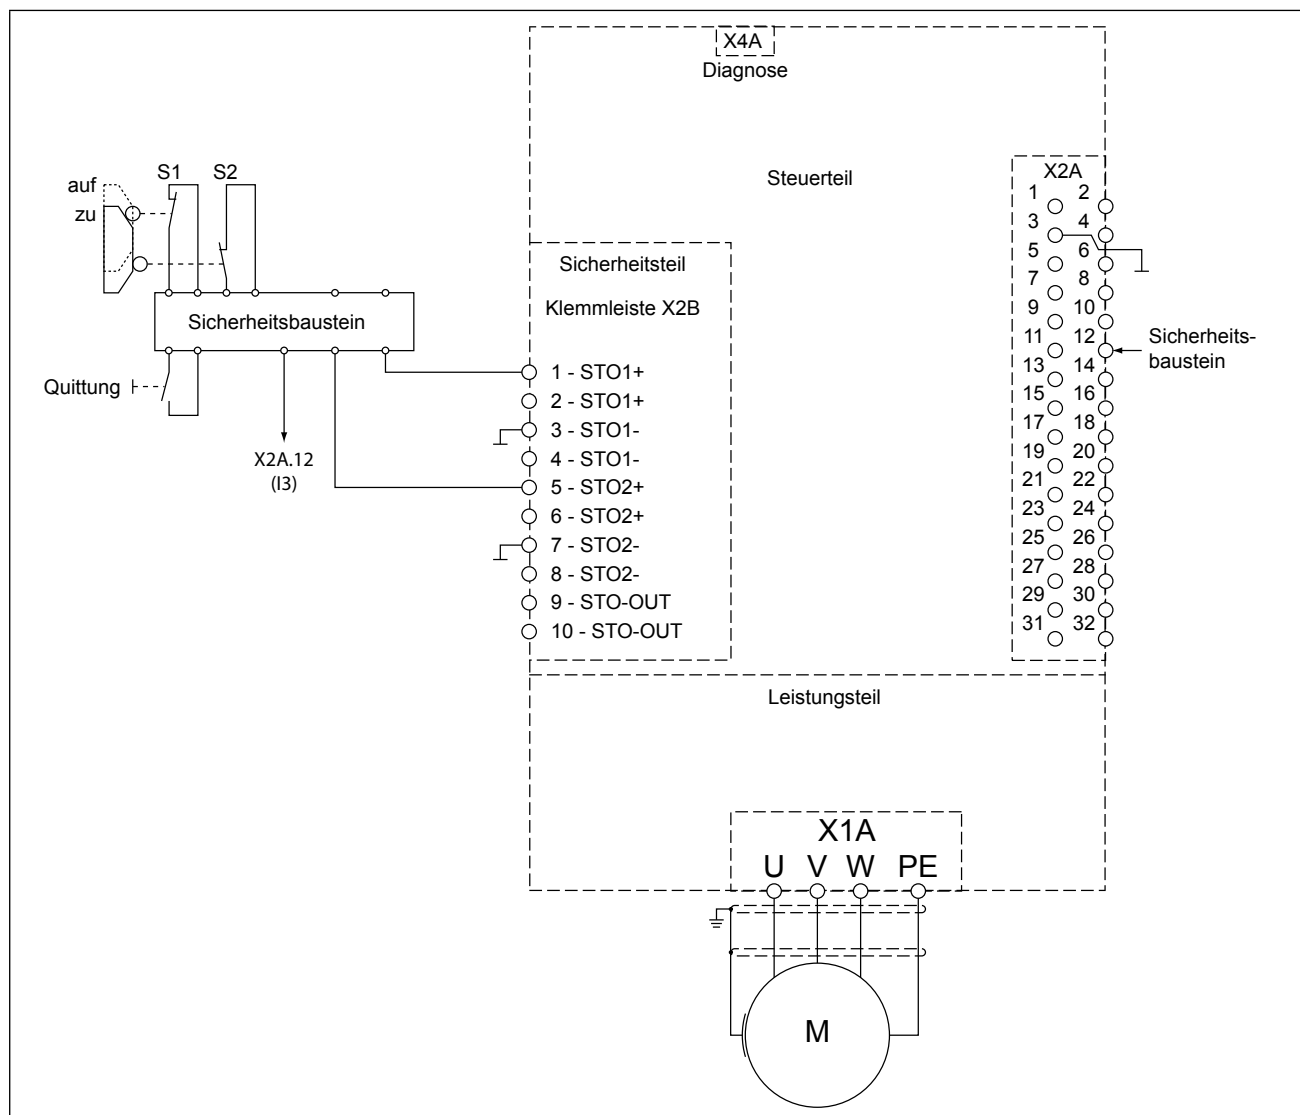 X4A
Diagnose
Steuerteil
S1 S2
auf
zu
Sicherheitsbaustein
Quittung
X2A.12
(I3)
Sicherheitsteil
Klemmleiste X2B
1 - STO1+
2 - STO1+
3 - STO1-
4 - STO1-
5 - STO2+
6 - STO2+
7 - STO2-
8 - STO2-
9 - STO-OUT
10 - STO-OUT
X2A
1 2
3 4
5 6
7 8
9 10
11 12
13 14
15 16
17 18
19 20
21 22
23 24
25 26
27 28
29 30
31 32
Sicherheits-
baustein
Leistungsteil
X1A
U V W PE
M